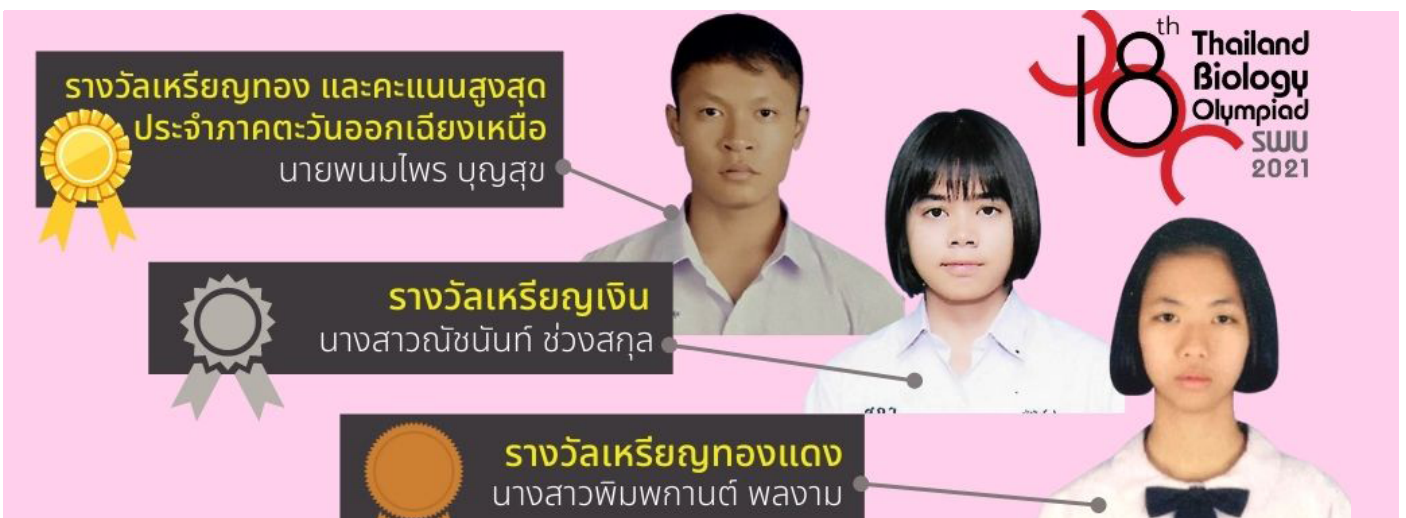 รางวัลเหรียญทอง และคะแนนสูงสุด
ประจำภาคตะวันออกเฉียงเหนือ
นายพนมไพร บุญสุข
18th Thailand
Biology
Olympiad
SWU
2021
รางวัลเหรียญเงิน
นางสาวณัชนันท์ ช่วงสกุล
รางวัลเหรียญทองแดง
นางสาวพิมพกานต์ พลงาม